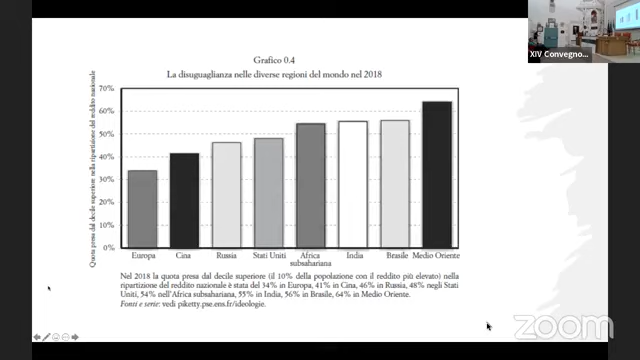 Grafico 0.4
La disuguaglianza nelle diverse regioni del mondo nel 2018
Quota presa dal decile superiore nella ripartizione del reddito nazionale
70%
60%
50%
40%
30%
20%
10%
0%
Europa Cina Russia Stati Uniti Africa subsahariana India Brasile Medio Oriente
Nel 2018 la quota presa dal decile superiore (il 10% della popolazione con il reddito più elevato) nella
ripartizione del reddito nazionale è stata del 34% in Europa, 41% in Cina, 46% in Russia, 48% negli Stati
Uniti, 54% nell'Africa subsahariana, 55% in India, 56% in Brasile, 64% in Medio Oriente.
Fonti e serie: vedi piketty.pse.ens.fr/ideologie.
XIV Convegno...
zoom